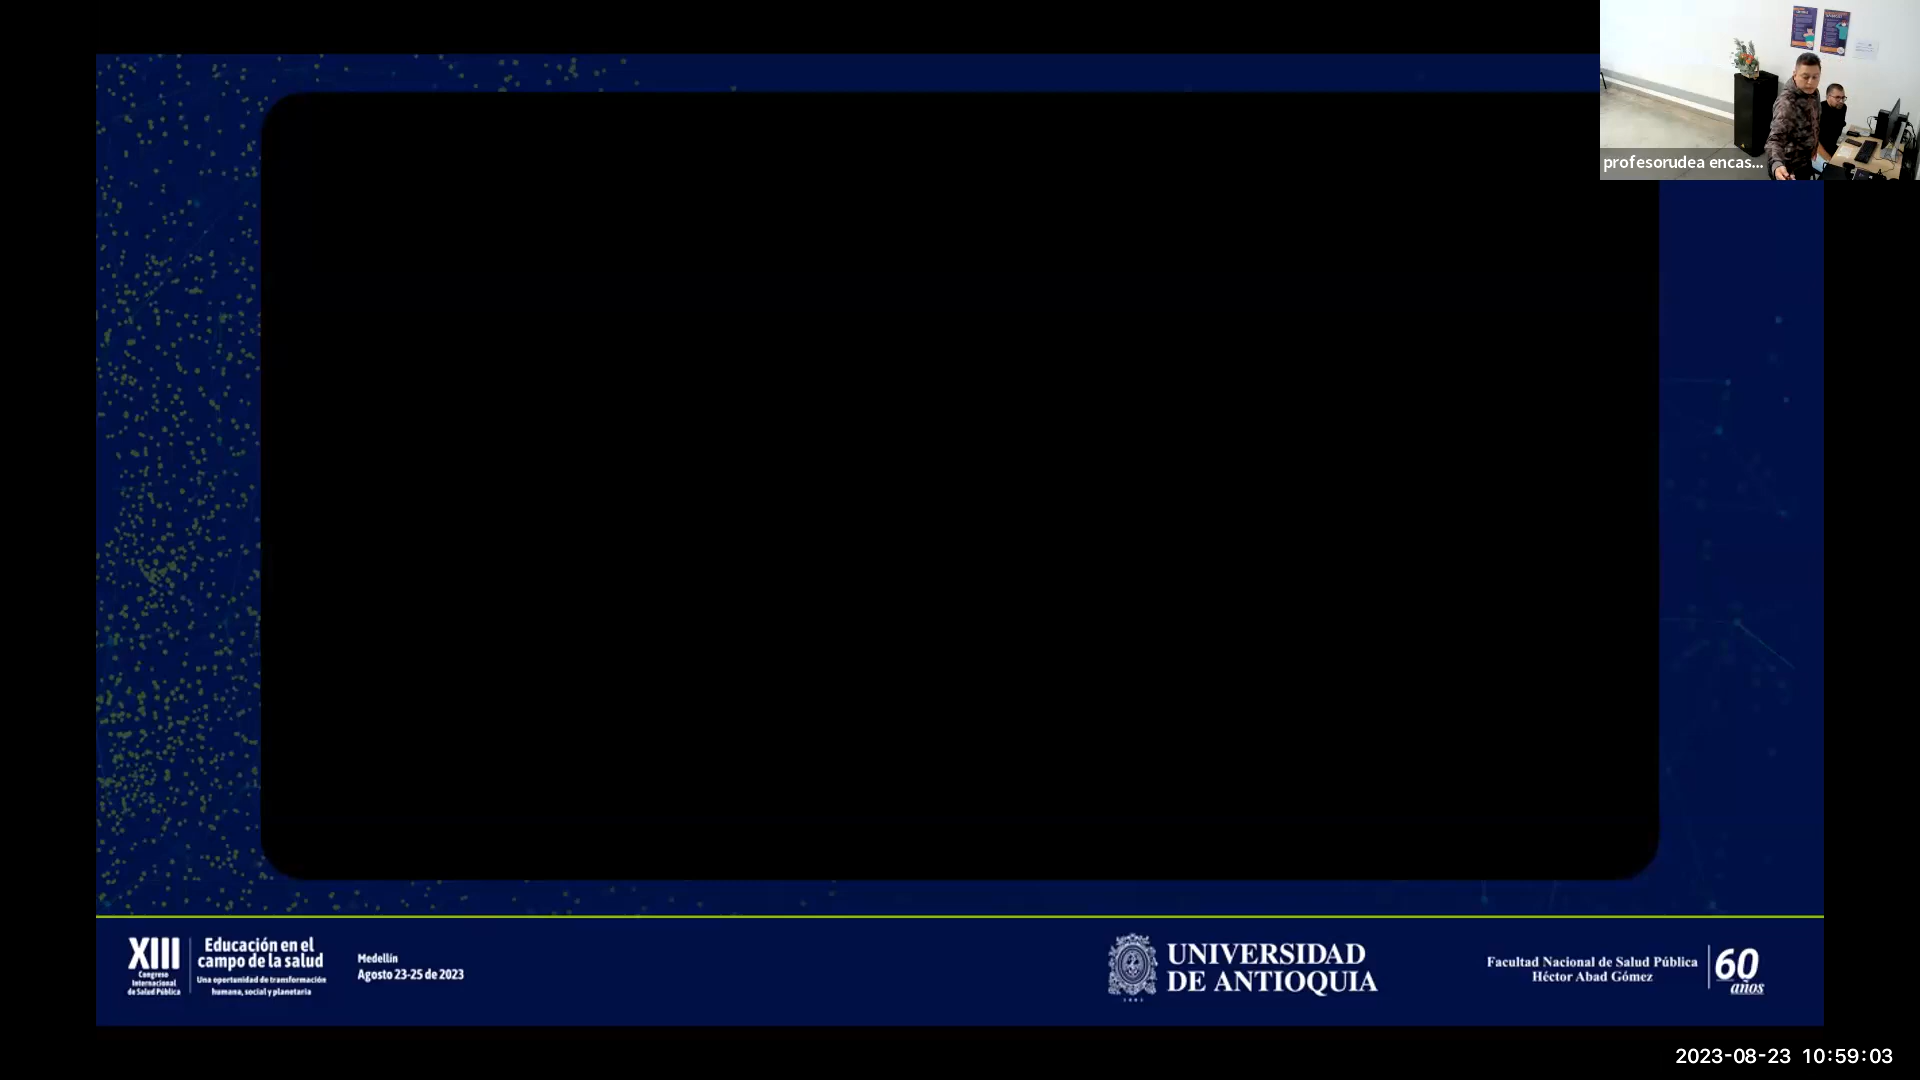 profesorudea encas...
XIII
Congreso
Internacional
de Salud Pública
Educación en el
campo de la salud
Una oportunidad de transformación
humana, social y planetaria
Medellín
Agosto 23-25 de 2023
UNIVERSIDAD
DE ANTIOQUIA
1803
Facultad Nacional de Salud Pública
Héctor Abad Gómez
60
años
2023-08-23 10:59:03